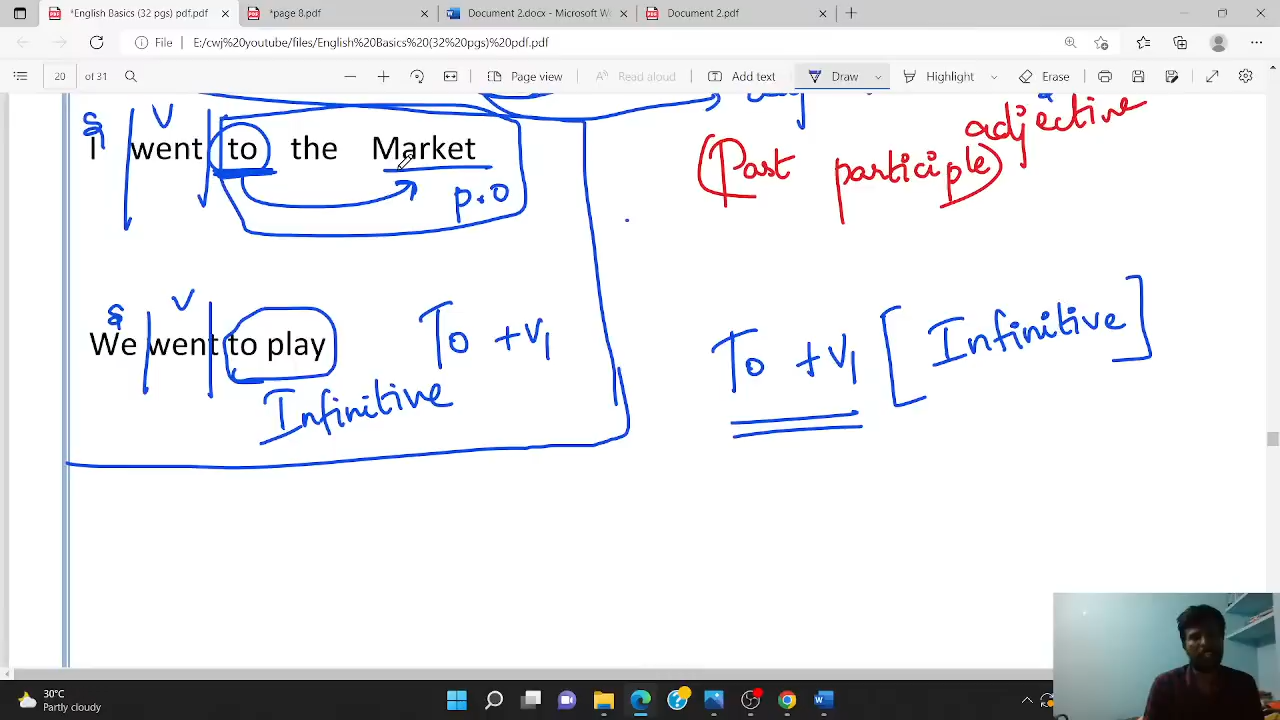 *English Basics (32 pgs) pdf.pdf
*page 8.pdf
Document 2.docx - Microsoft W
Document 2.pdf
File
E:/cwj%20youtube/files/English%20Basics%20(32%20pgs)%20pdf.pdf
20 of 31
Page view
Read aloud
Add text
Draw
Highlight
Erase
S V
I went to the Market
p.o
adjective
(Past participle)
S V
We went to play
To +V1
Infinitive
To +V1 [Infinitive]
30°C
Partly cloudy